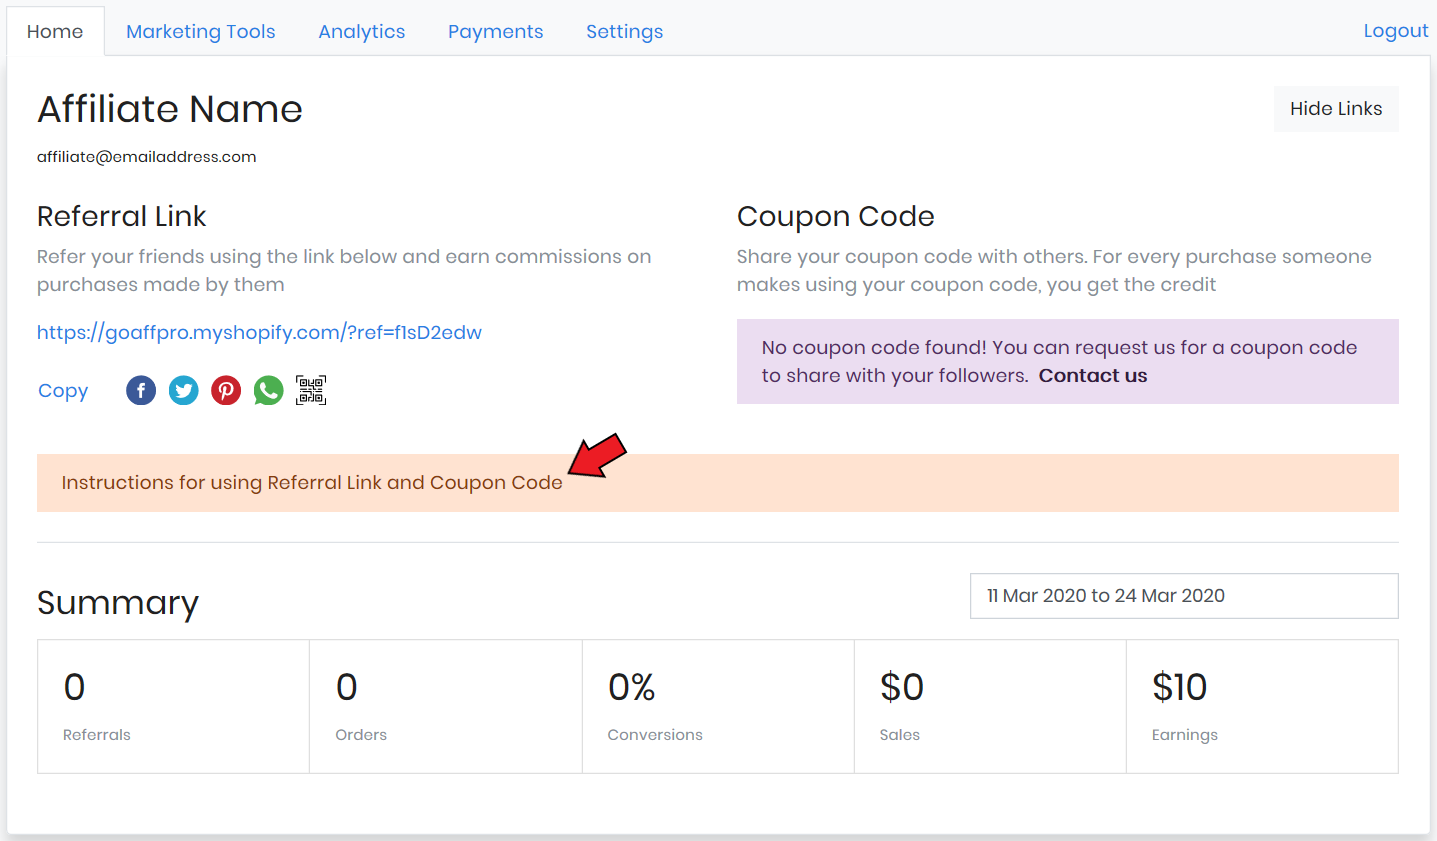 Home Marketing Tools Analytics Payments Settings Logout
Affiliate Name
Hide Links
affiliate@emailaddress.com
Referral Link
Refer your friends using the link below and earn commissions on
purchases made by them
https://goaffpro.myshopify.com/?ref=f1sD2edw
Copy
Coupon Code
Share your coupon code with others. For every purchase someone
makes using your coupon code, you get the credit
No coupon code found! You can request us for a coupon code
to share with your followers. Contact us
Instructions for using Referral Link and Coupon Code
Summary
11 Mar 2020 to 24 Mar 2020
0
Referrals
0
Orders
0%
Conversions
$0
Sales
$10
Earnings